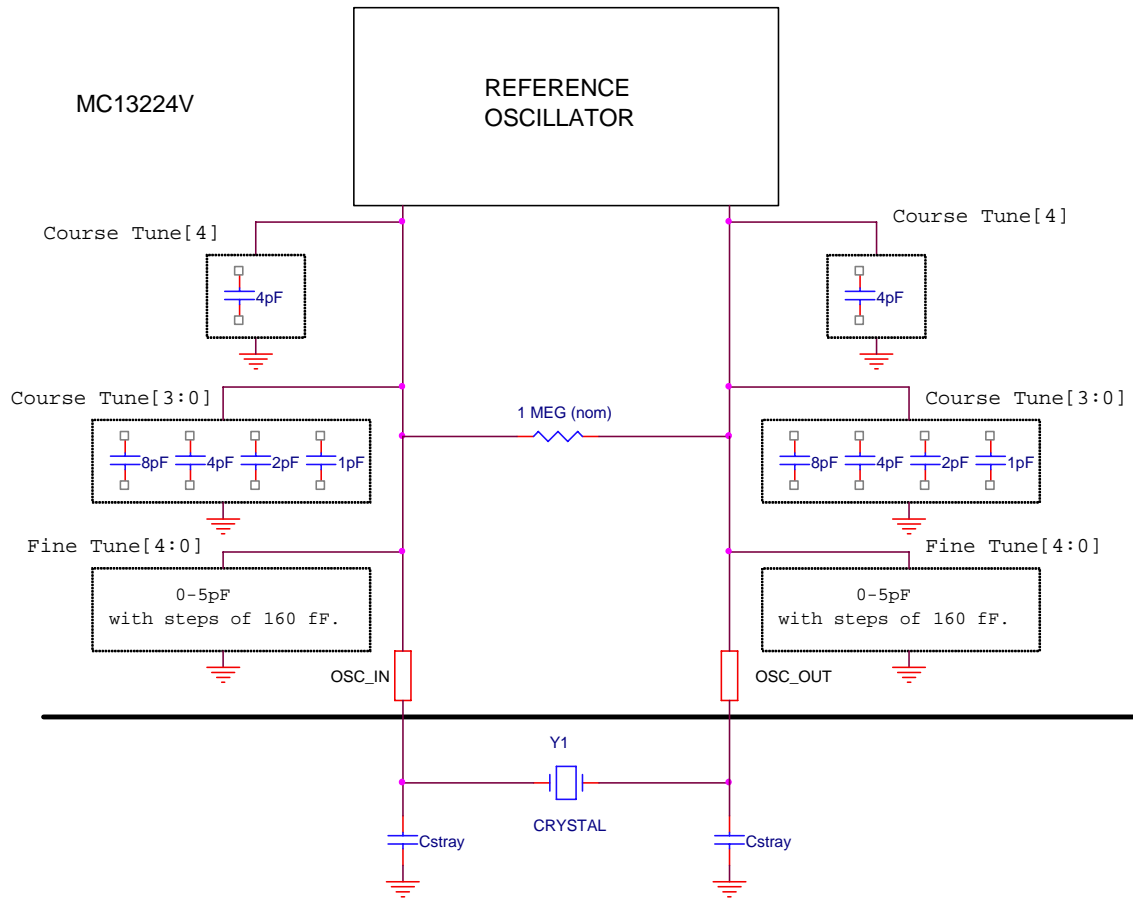 MC13224V
REFERENCE
OSCILLATOR
Course Tune[4]
4pF
Course Tune[4]
4pF
Course Tune[3:0]
8pF 4pF 2pF 1pF
1 MEG (nom)
Course Tune[3:0]
8pF 4pF 2pF 1pF
Fine Tune[4:0]
0-5pF
with steps of 160 fF.
Fine Tune[4:0]
0-5pF
with steps of 160 fF.
OSC_IN
OSC_OUT
Y1
CRYSTAL
Cstray
Cstray